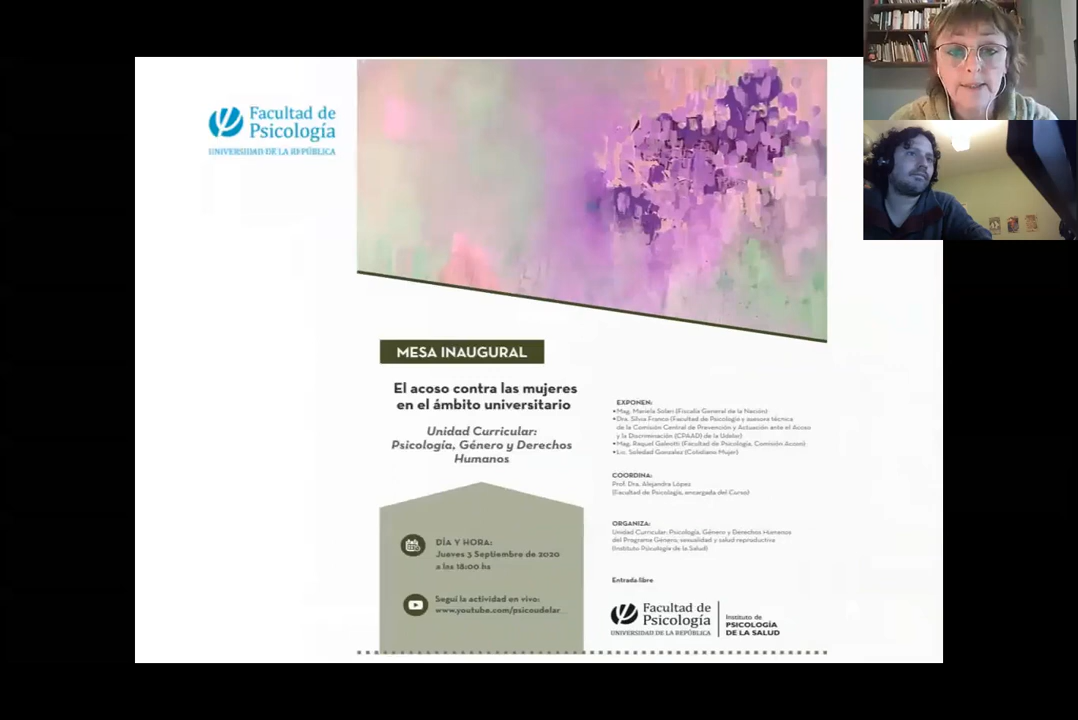 Facultad de
Psicología
UNIVERSIDAD DE LA REPÚBLICA
MESA INAUGURAL
El acoso contra las mujeres
en el ámbito universitario
Unidad Curricular:
Psicología, Género y Derechos
Humanos
DÍA Y HORA:
Jueves 3 Septiembre de 2020
a las 18:00 hs
Seguí la actividad en vivo:
www.youtube.com/psicoudelar
EXPONEN:
• Mag. Mariela Solari (Fiscalía General de la Nación)
• Dra. Silvia Franco (Facultad de Psicología y asesora técnica
de la Comisión Central de Prevención y Actuación ante el Acoso
y la Discriminación (CPAAD) de la Udelar)
• Mag. Raquel Galeotti (Facultad de Psicología, Comisión Acoso)
• Lic. Soledad González (Cotidiano Mujer)
COORDINA:
Prof. Dra. Alejandra López
(Facultad de Psicología, encargada del Curso)
ORGANIZA:
Unidad Curricular: Psicología, Género y Derechos Humanos
del Programa Género, sexualidad y salud reproductiva
(Instituto Psicología de la Salud)
Entrada libre
Facultad de
Psicología
UNIVERSIDAD DE LA REPÚBLICA
Instituto de
PSICOLOGÍA
DE LA SALUD